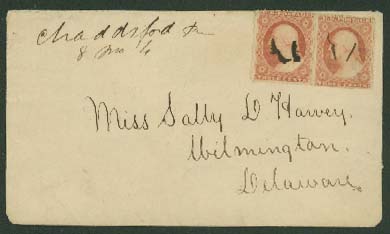 Chaddsford Pa
8 mo 6
Miss Sally D Harvey.
Wilmington.
Delaware.